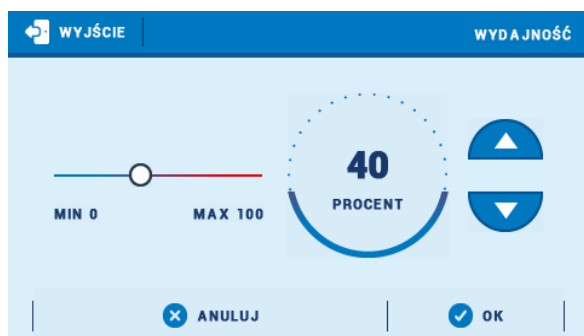 WYJŚCIE
WYDAJNOŚĆ
40
PROCENT
MIN 0 MAX 100
ANULUJ
OK